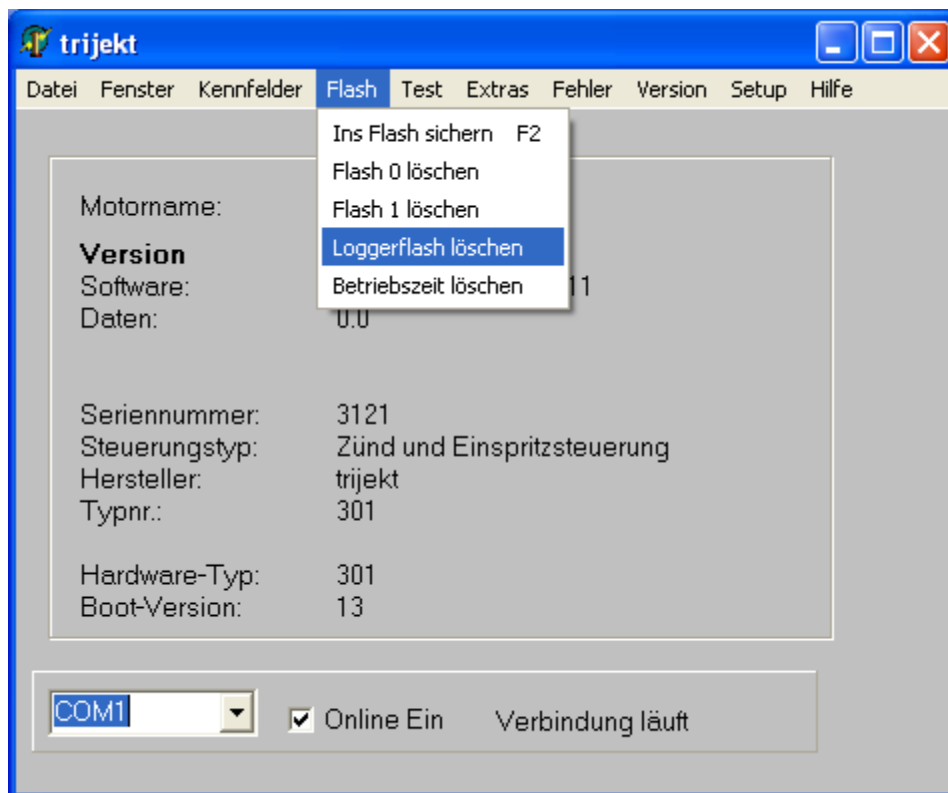 trijekt
Datei Fenster Kennfelder Flash Test Extras Fehler Version Setup Hilfe
Ins Flash sichern F2
Flash 0 löschen
Flash 1 löschen
Loggerflash löschen
Betriebszeit löschen
Motorname:
Version
Software: 11
Daten: 0.0
Seriennummer: 3121
Steuerungstyp: Zünd und Einspritzsteuerung
Hersteller: trijekt
Typnr.: 301
Hardware-Typ: 301
Boot-Version: 13
COM1 Online Ein Verbindung läuft